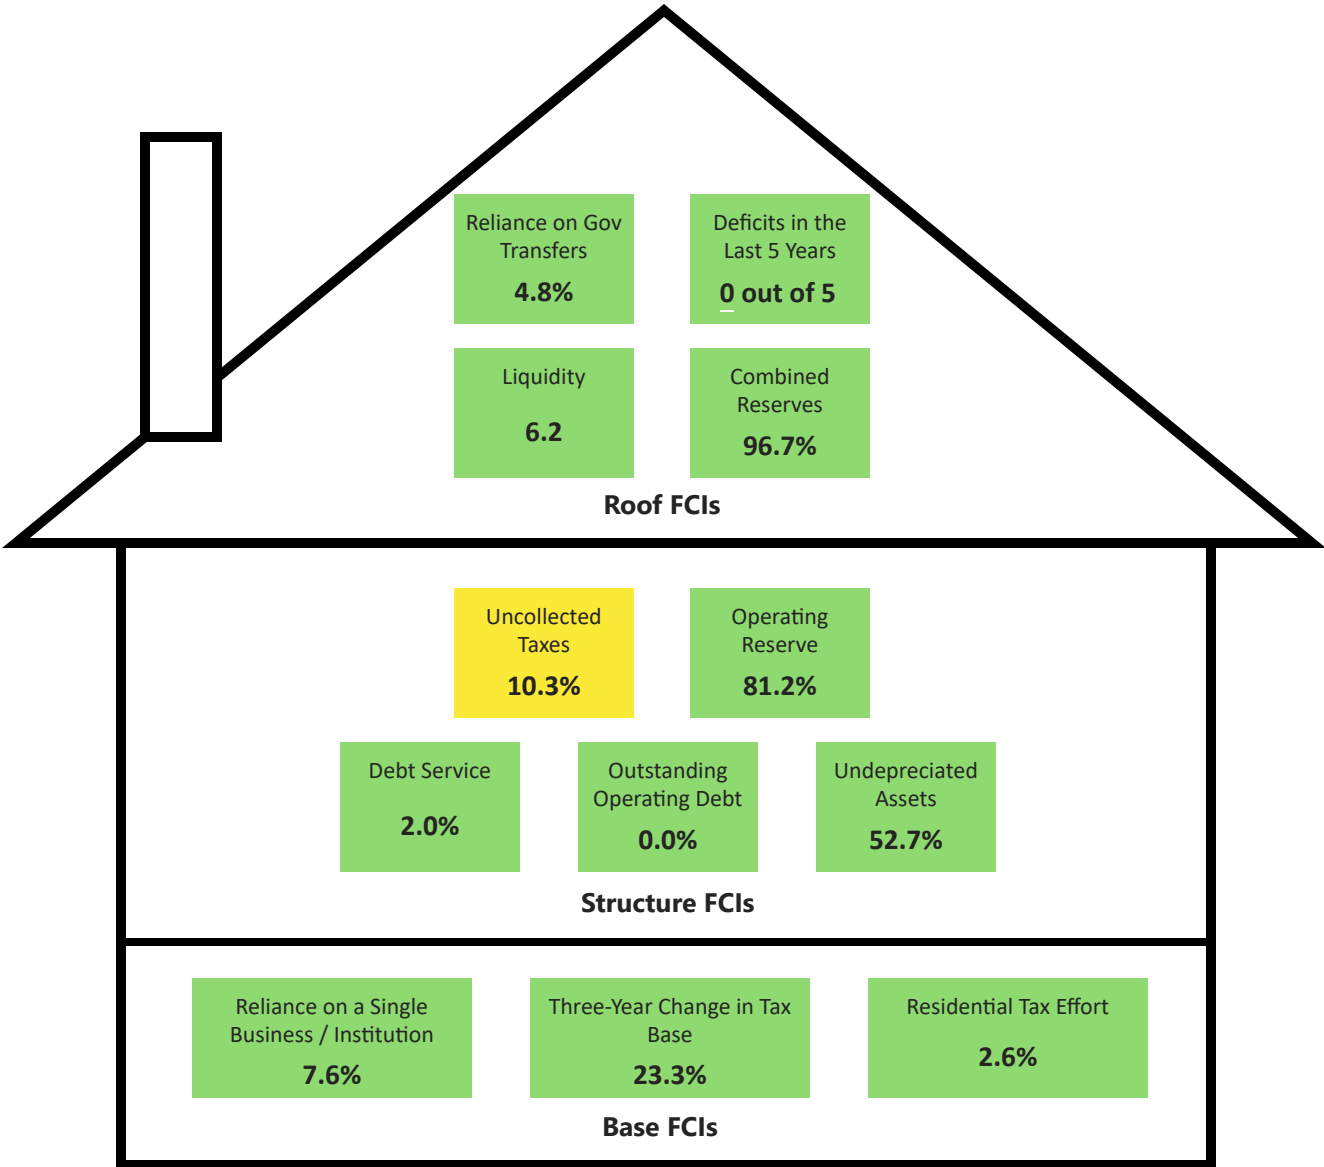 Reliance on Gov
Transfers
4.8%
Deficits in the
Last 5 Years
0 out of 5
Liquidity
6.2
Combined
Reserves
96.7%
Roof FCIs
Uncollected
Taxes
10.3%
Operating
Reserve
81.2%
Debt Service
2.0%
Outstanding
Operating Debt
0.0%
Undepreciated
Assets
52.7%
Structure FCIs
Reliance on a Single
Business / Institution
7.6%
Three-Year Change in Tax
Base
23.3%
Residential Tax Effort
2.6%
Base FCIs